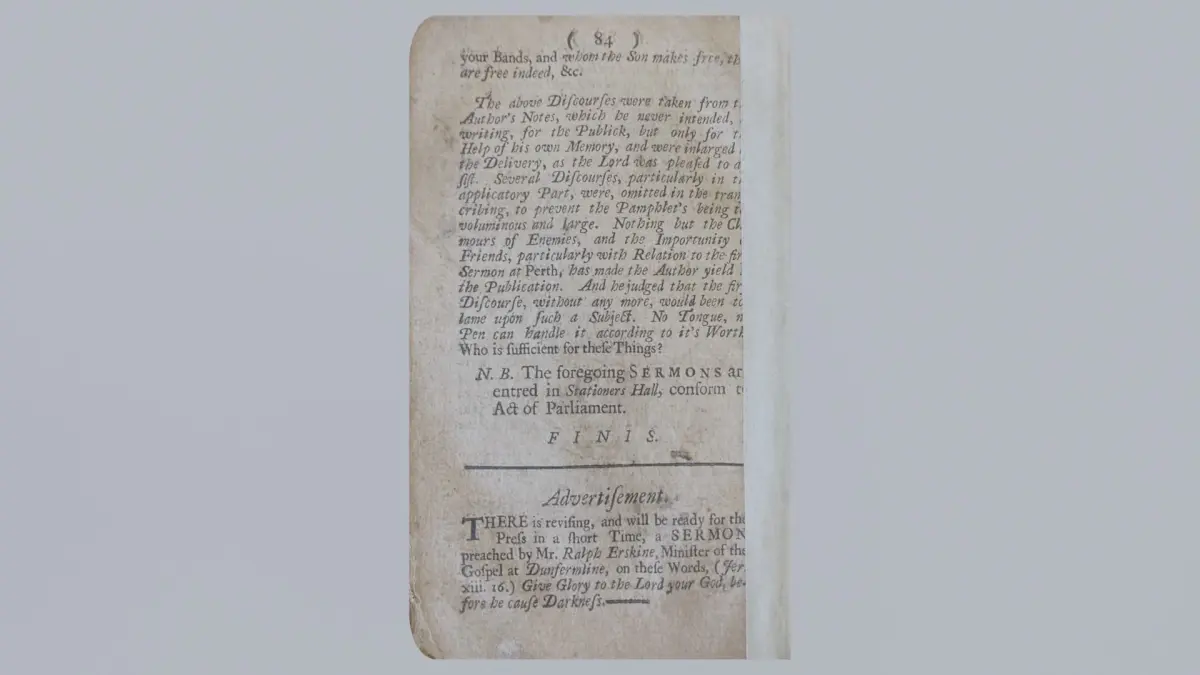 ( 84 )
your Bands, and whom the Son makes free, th
are free indeed, &c.
The above Diſcourſes were taken from t
Author's Notes, which he never intended,
writing, for the Publick, but only for t
Help of his own Memory, and were inlarged
the Delivery, as the Lord was pleaſed to a
ſiſt. Several Diſcourſes, particularly in t
applicatory Part, were, omitted in the tran
cribing, to prevent the Pamphlet's being t
voluminous and large. Nothing but the Cl
mours of Enemies, and the Importunity
Friends, particularly with Relation to the fir
Sermon at Perth, has made the Author yield
the Publication. And he judged that the fir
Diſcourſe, without any more, would been to
lame upon ſuch a Subject. No Tongue, n
Pen can handle it according to it's Worth
Who is ſufficient for theſe Things?
N. B. The foregoing SERMONS ar
entred in Stationers Hall, conform t
Act of Parliament.
FINIS.
Advertiſement.
THERE is reviſing, and will be ready for the
Preſs in a ſhort Time, a SERMON
preached by Mr. Ralph Erskine, Miniſter of the
Goſpel at Dunfermline, on theſe Words, (Jer.
xiii. 16.) Give Glory to the Lord your God, be-
fore he cauſe Darkneſs.